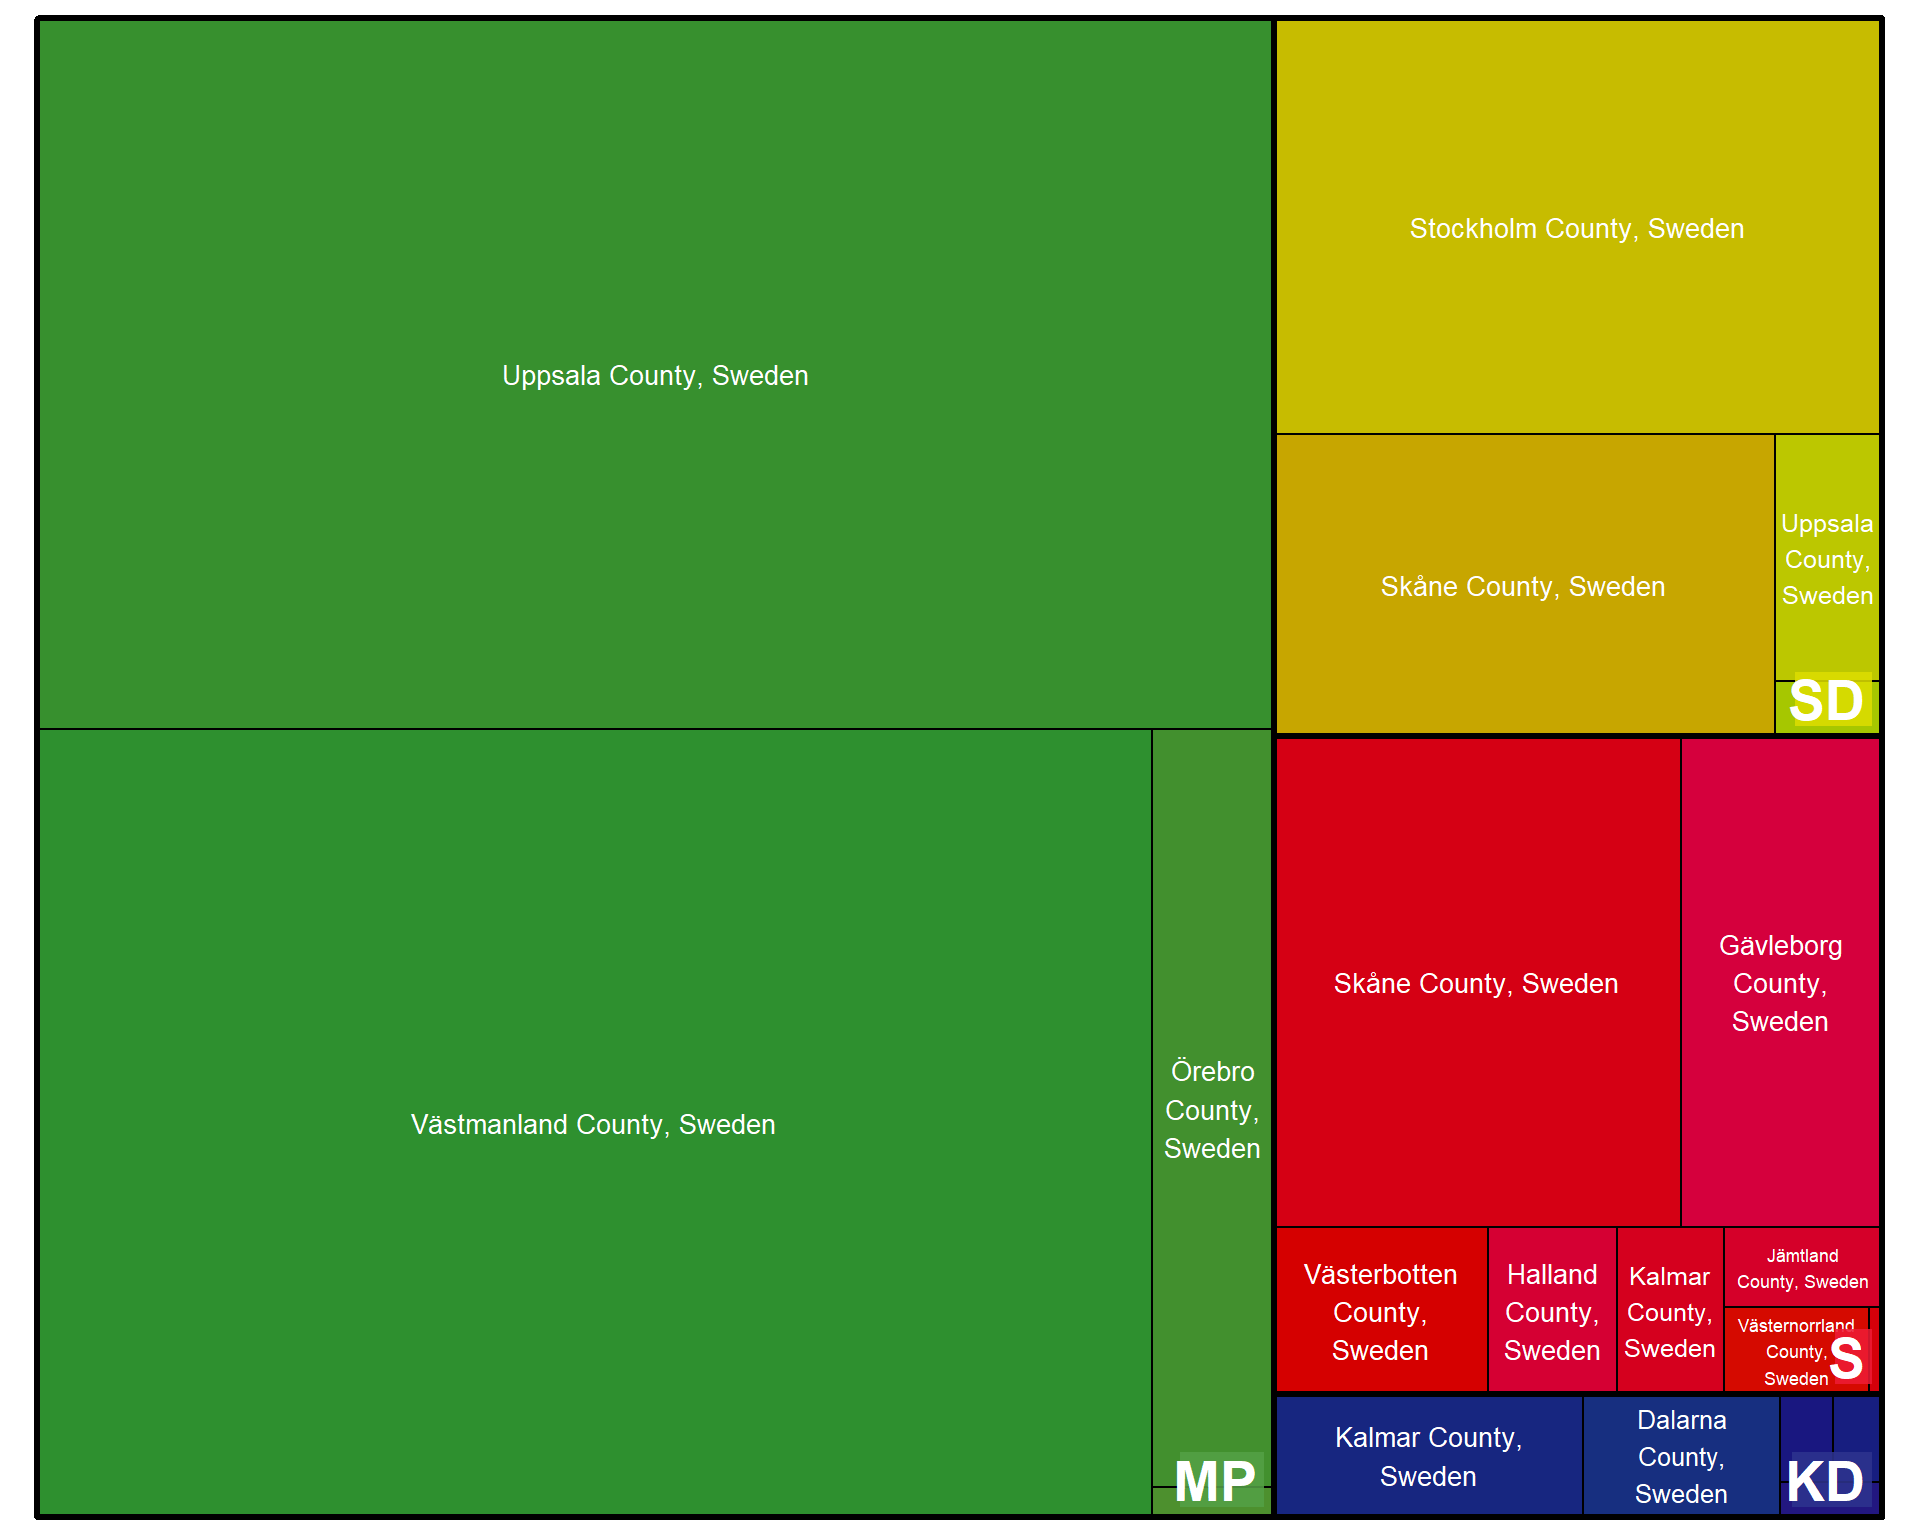 Uppsala County, Sweden
Västmanland County, Sweden
Örebro
County,
Sweden
MP
Stockholm County, Sweden
Skåne County, Sweden
Uppsala
County,
Sweden
SD
Skåne County, Sweden
Gävleborg
County,
Sweden
Västerbotten
County,
Sweden
Halland
County,
Sweden
Kalmar
County,
Sweden
Jämtland
County, Sweden
Västernorrland
County,
Sweden
S
Kalmar County,
Sweden
Dalarna
County,
Sweden
KD